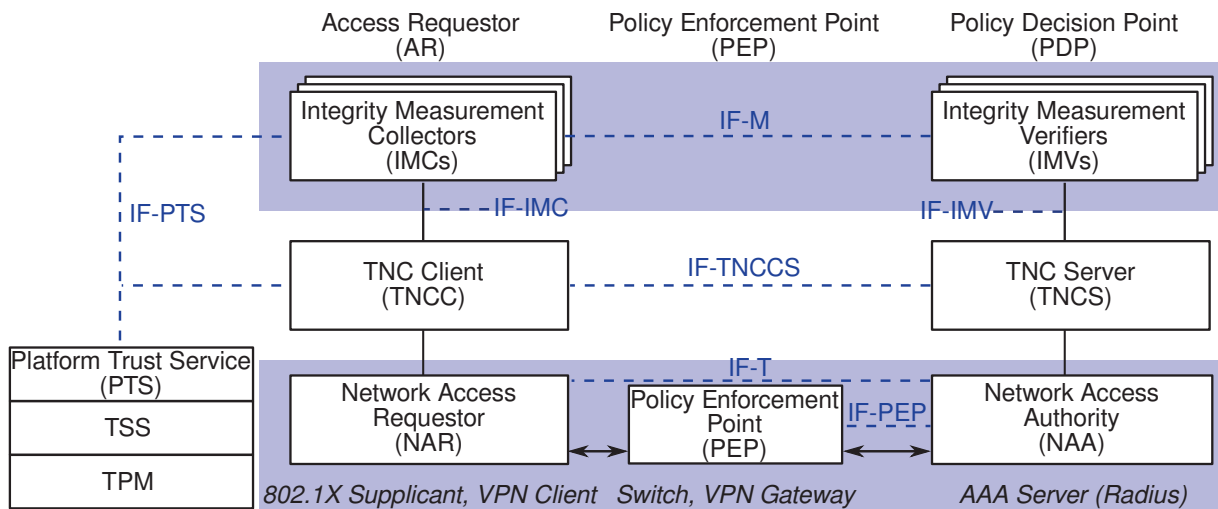 Access Requestor
(AR)
Policy Enforcement Point
(PEP)
Policy Decision Point
(PDP)
Integrity Measurement
Collectors
(IMCs)
IF-M
Integrity Measurement
Verifiers
(IMVs)
IF-PTS
IF-IMC
IF-IMV
TNC Client
(TNCC)
IF-TNCCS
TNC Server
(TNCS)
Platform Trust Service
(PTS)
TSS
TPM
Network Access
Requestor
(NAR)
IF-T
Policy Enforcement
Point
(PEP)
IF-PEP
Network Access
Authority
(NAA)
802.1X Supplicant, VPN Client
Switch, VPN Gateway
AAA Server (Radius)